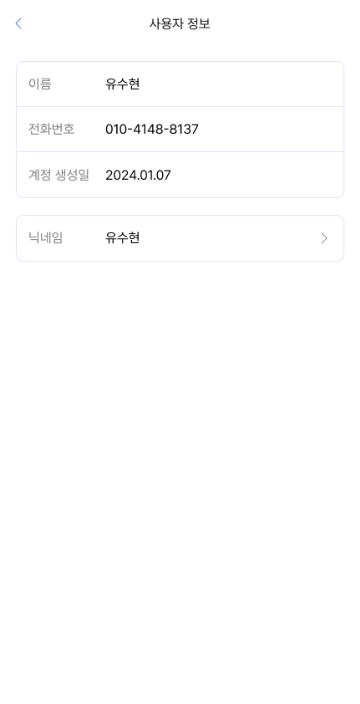 사용자 정보
이름 유수현
전화번호 010-4148-8137
계정 생성일 2024.01.07
닉네임 유수현